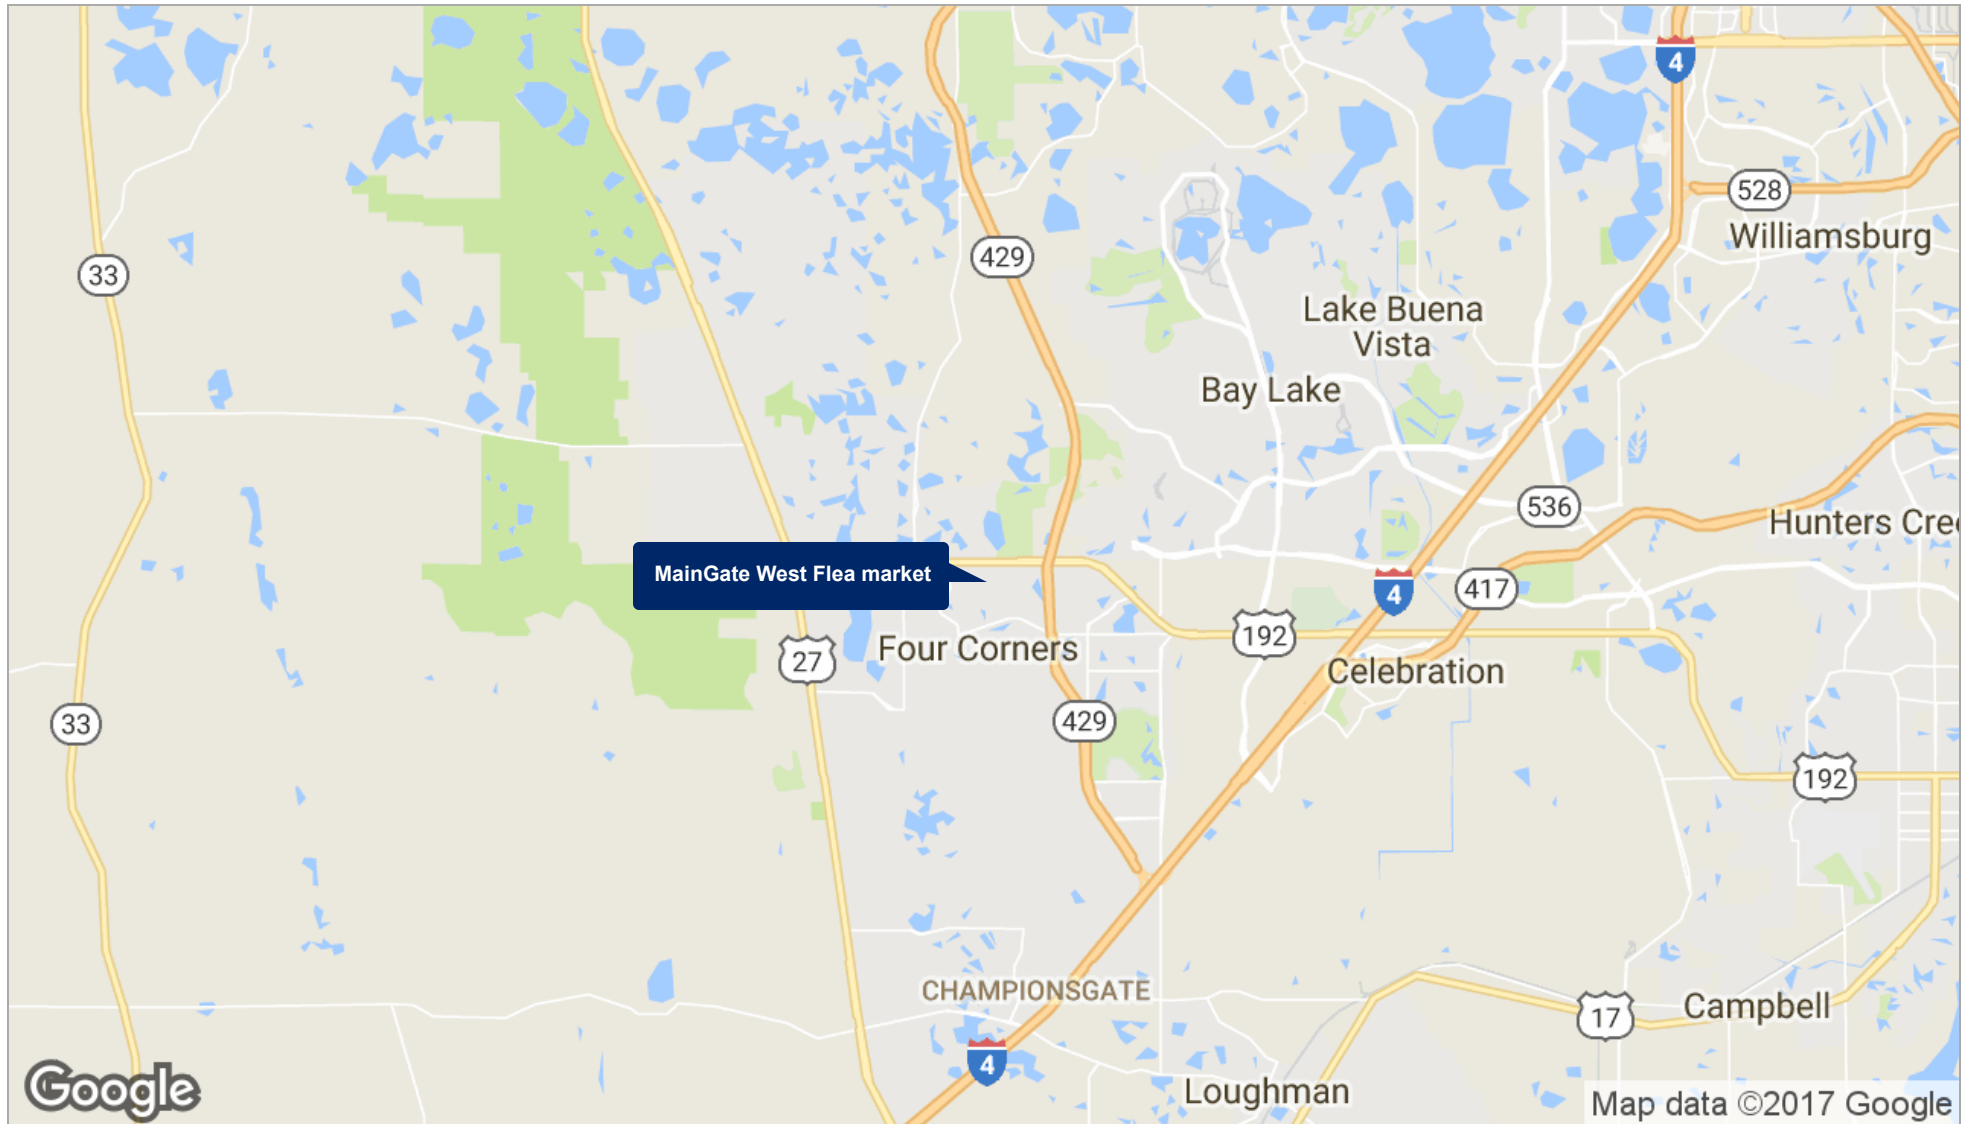 4
528
Williamsburg
429
33
Lake Buena
Vista
Bay Lake
536
Hunters Cree
MainGate West Flea market
4
417
192
27
Four Corners
Celebration
33
429
192
CHAMPIONSGATE
17
Campbell
4
Loughman
Google
Map data ©2017 Google